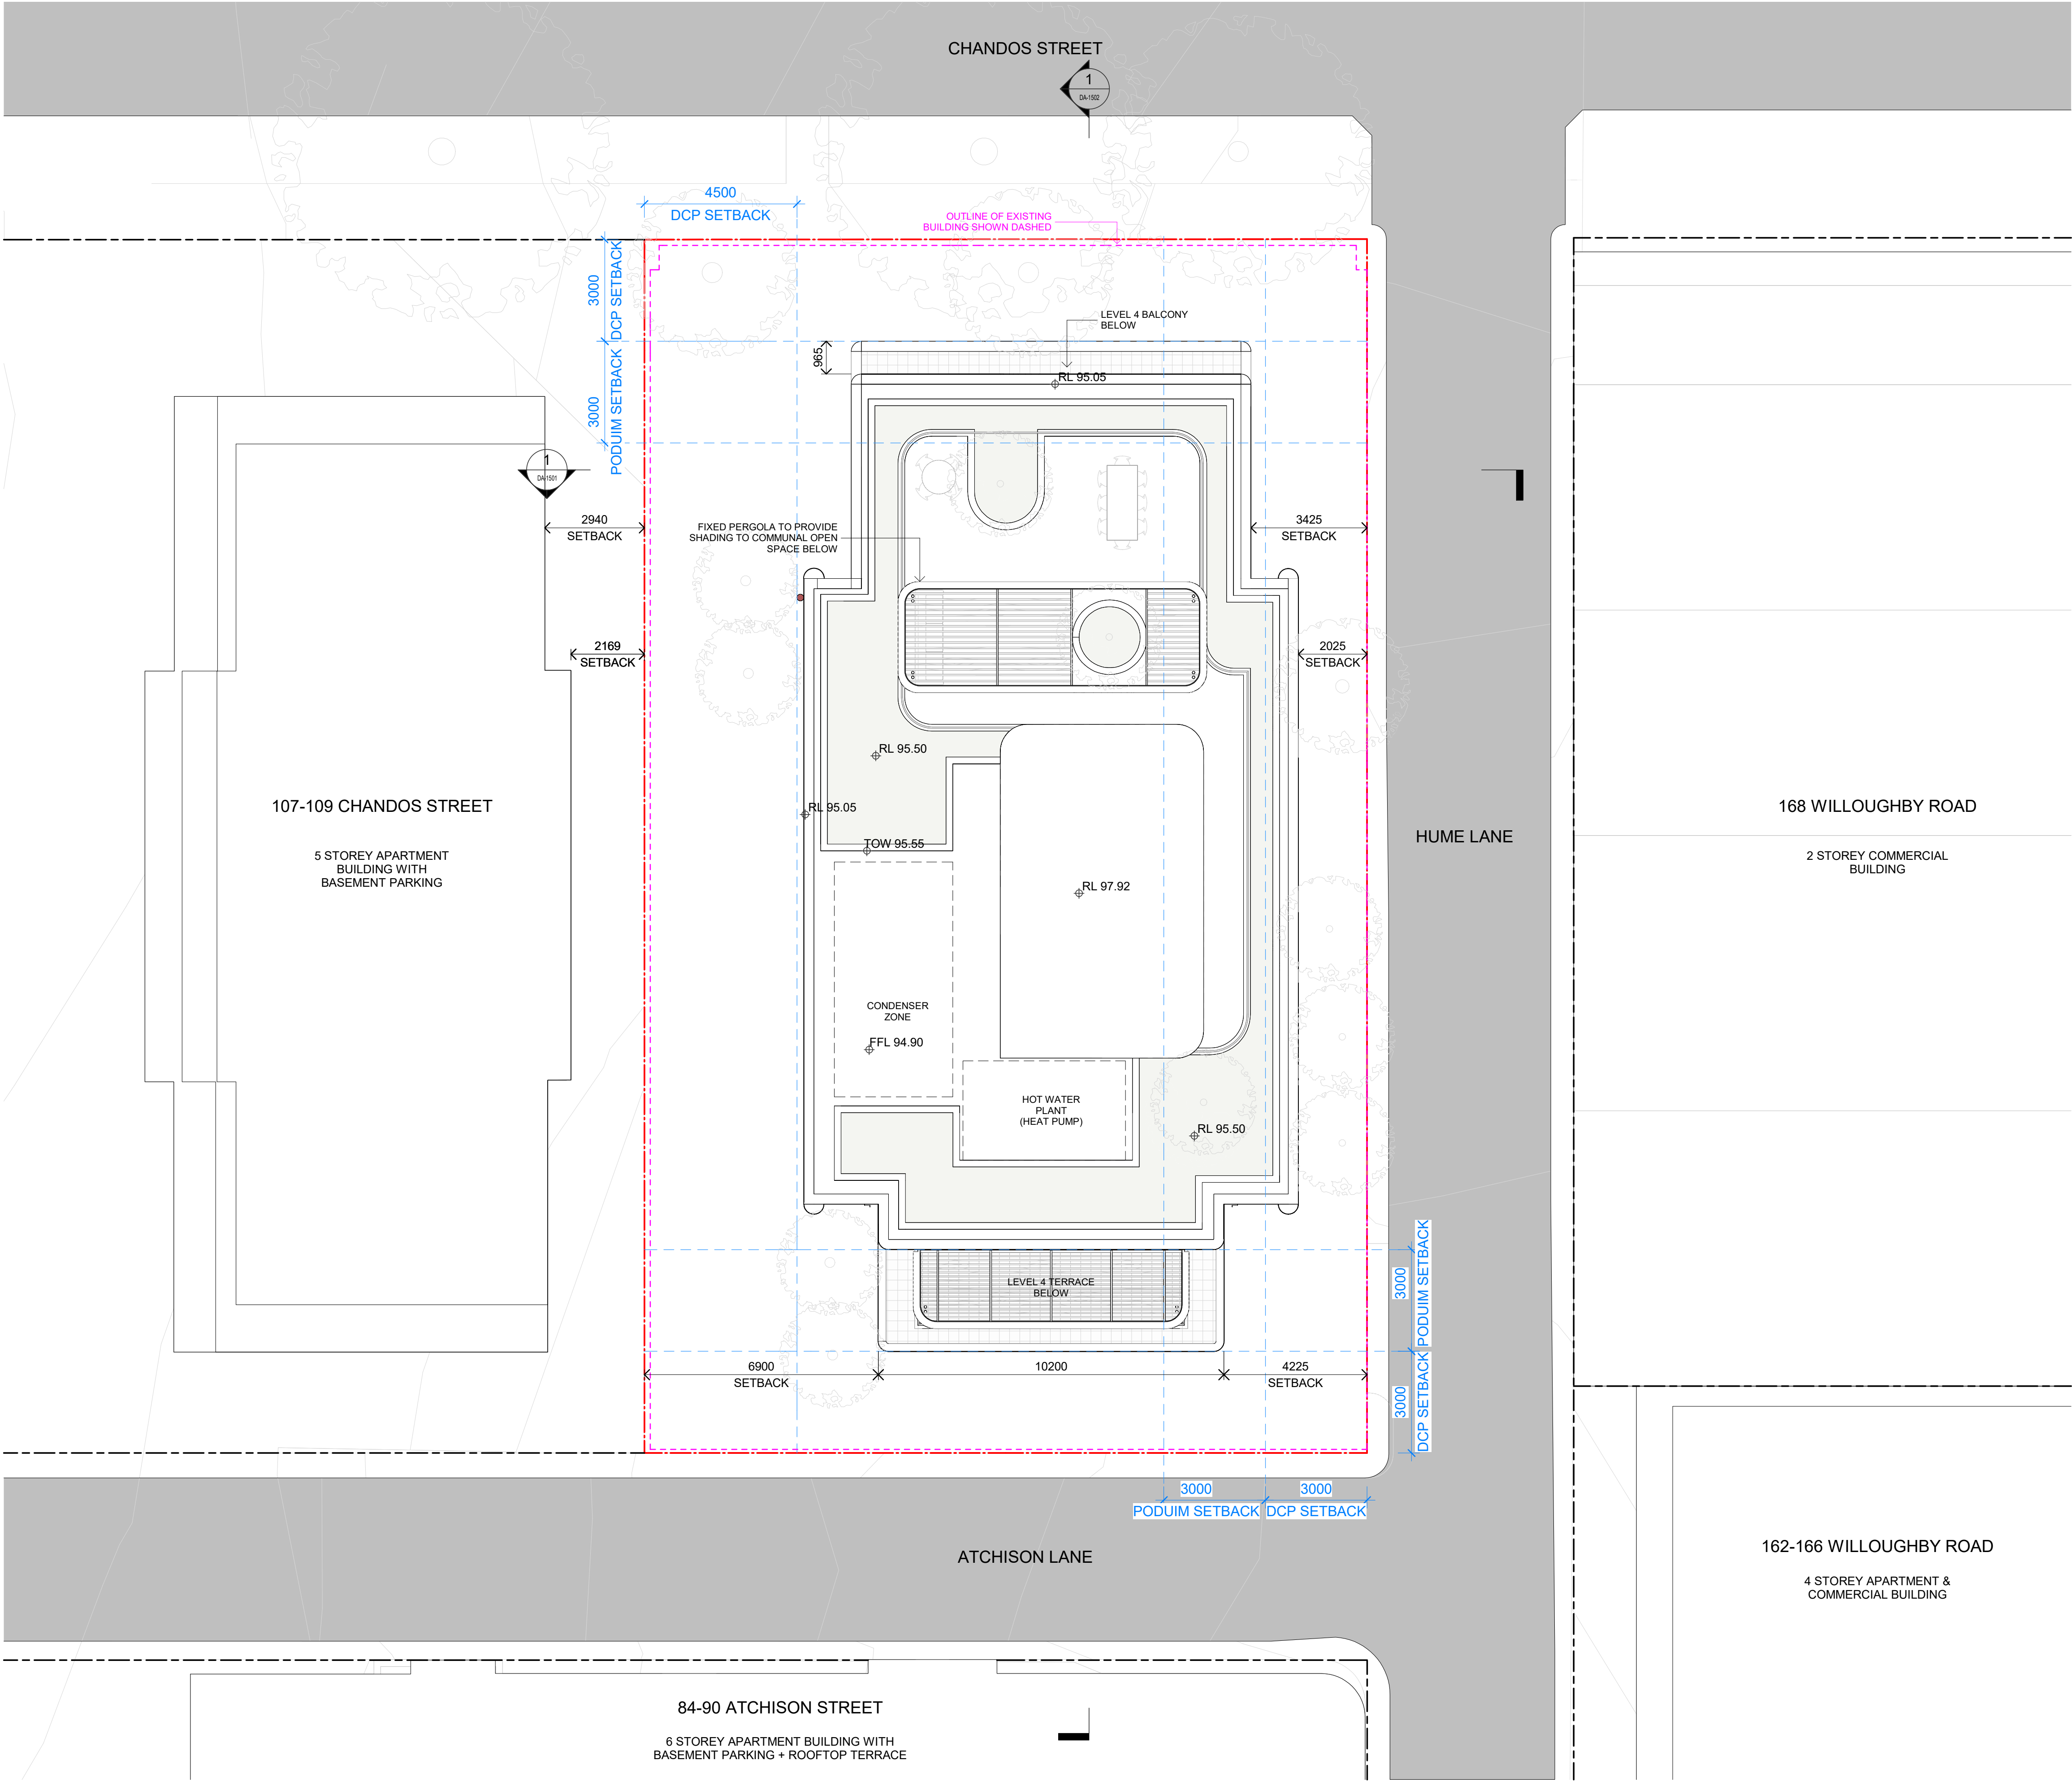 CHANDOS STREET
1
DA-1502
4500
DCP SETBACK
OUTLINE OF EXISTING
BUILDING SHOWN DASHED
3000
DCP SETBACK
LEVEL 4 BALCONY
BELOW
965
RL 95.05
3000
PODUIM SETBACK
1
DA-1501
2940
SETBACK
FIXED PERGOLA TO PROVIDE
SHADING TO COMMUNAL OPEN
SPACE BELOW
3425
SETBACK
2169
SETBACK
2025
SETBACK
RL 95.50
107-109 CHANDOS STREET
5 STOREY APARTMENT
BUILDING WITH
BASEMENT PARKING
RL 95.05
TOW 95.55
RL 97.92
HUME LANE
168 WILLOUGHBY ROAD
2 STOREY COMMERCIAL
BUILDING
CONDENSER
ZONE
FFL 94.90
HOT WATER
PLANT
(HEAT PUMP)
RL 95.50
LEVEL 4 TERRACE
BELOW
3000
PODUIM SETBACK
6900
SETBACK
10200
4225
SETBACK
3000
DCP SETBACK
3000
PODUIM SETBACK
3000
DCP SETBACK
ATCHISON LANE
162-166 WILLOUGHBY ROAD
4 STOREY APARTMENT &
COMMERCIAL BUILDING
84-90 ATCHISON STREET
6 STOREY APARTMENT BUILDING WITH
BASEMENT PARKING + ROOFTOP TERRACE